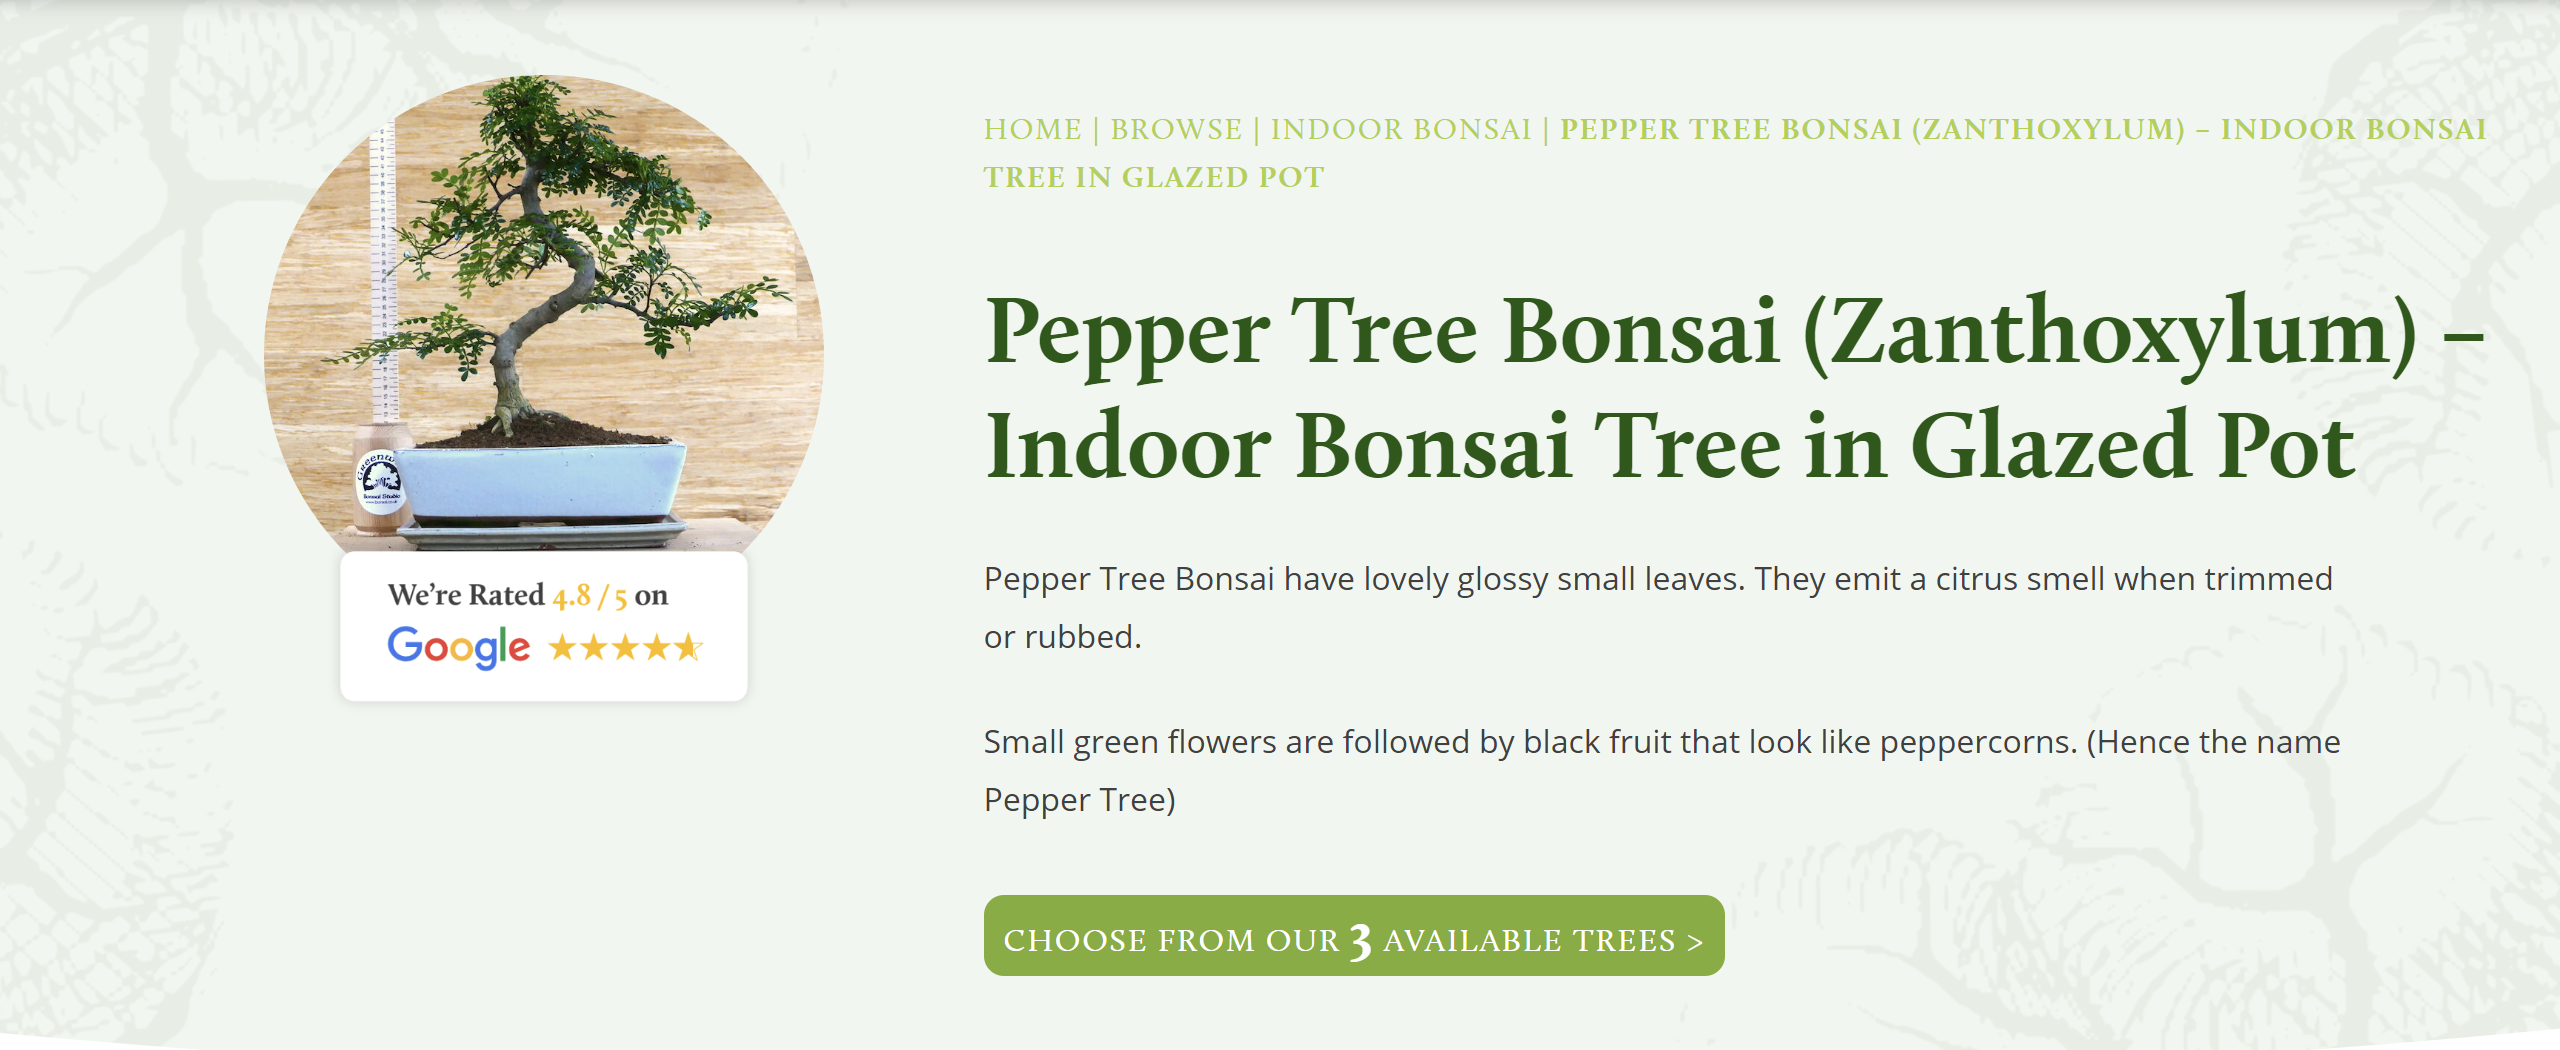 HOME | BROWSE | INDOOR BONSAI | PEPPER TREE BONSAI (ZANTHOXYLUM) – INDOOR BONSAI
TREE IN GLAZED POT
Pepper Tree Bonsai (Zanthoxylum) –
Indoor Bonsai Tree in Glazed Pot
Pepper Tree Bonsai have lovely glossy small leaves. They emit a citrus smell when trimmed
or rubbed.
Small green flowers are followed by black fruit that look like peppercorns. (Hence the name
Pepper Tree)
CHOOSE FROM OUR 3 AVAILABLE TREES >
Bonsai Studio
We’re Rated 4.8 / 5 on
Google